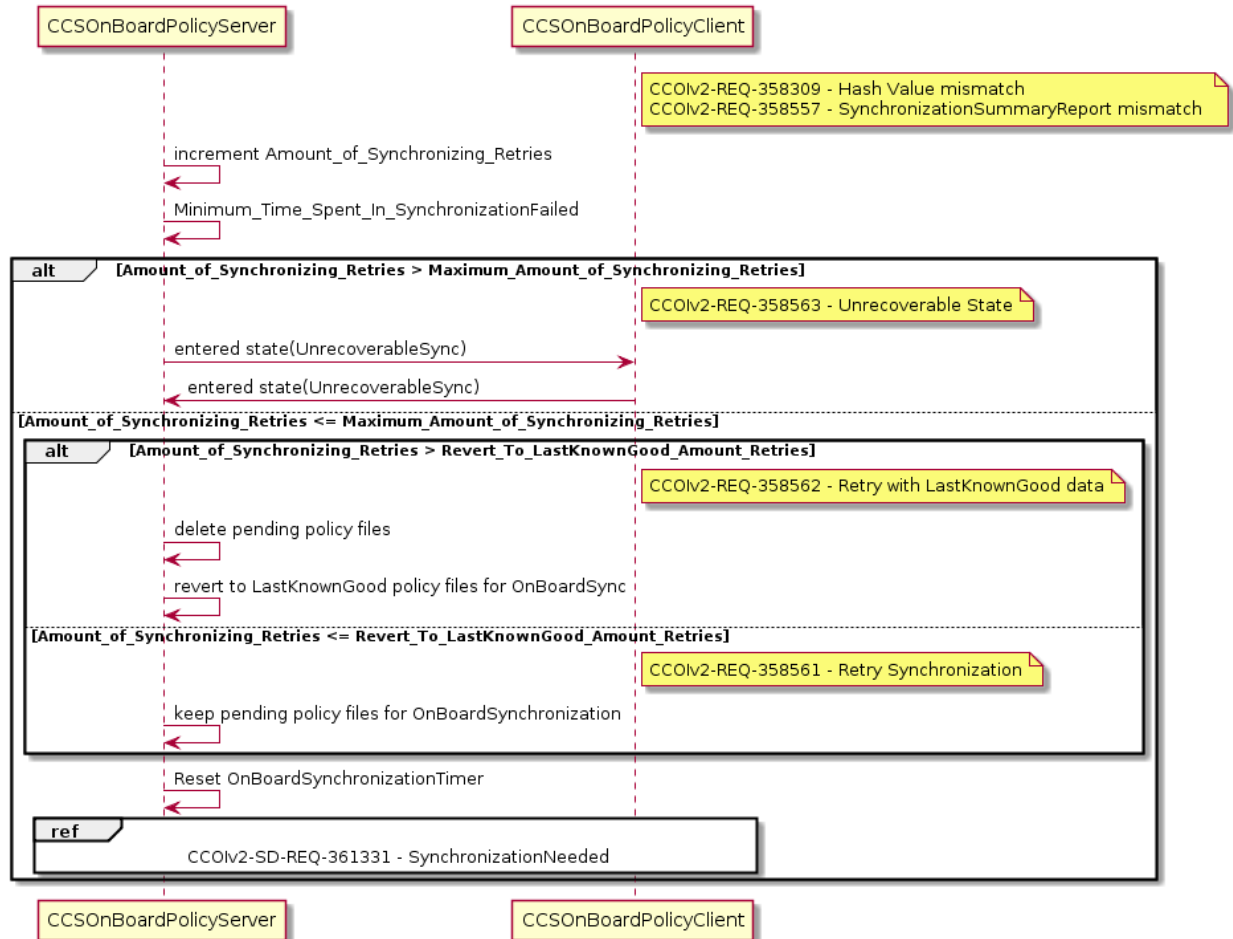 CCSOnBoardPolicyServer
CCSOnBoardPolicyClient
CCOIv2-REQ-358309 - Hash Value mismatch
CCOIv2-REQ-358557 - SynchronizationSummaryReport mismatch
increment Amount_of_Synchronizing_Retries
Minimum_Time_Spent_In_SynchronizationFailed
alt [Amount_of_Synchronizing_Retries > Maximum_Amount_of_Synchronizing_Retries]
CCOIv2-REQ-358563 - Unrecoverable State
entered state(UnrecoverableSync)
entered state(UnrecoverableSync)
[Amount_of_Synchronizing_Retries <= Maximum_Amount_of_Synchronizing_Retries]
alt [Amount_of_Synchronizing_Retries > Revert_To_LastKnownGood_Amount_Retries]
CCOIv2-REQ-358562 - Retry with LastKnownGood data
delete pending policy files
revert to LastKnownGood policy files for OnBoardSync
[Amount_of_Synchronizing_Retries <= Revert_To_LastKnownGood_Amount_Retries]
CCOIv2-REQ-358561 - Retry Synchronization
keep pending policy files for OnBoardSynchronization
Reset OnBoardSynchronizationTimer
ref
CCOIv2-SD-REQ-361331 - SynchronizationNeeded
CCSOnBoardPolicyServer
CCSOnBoardPolicyClient